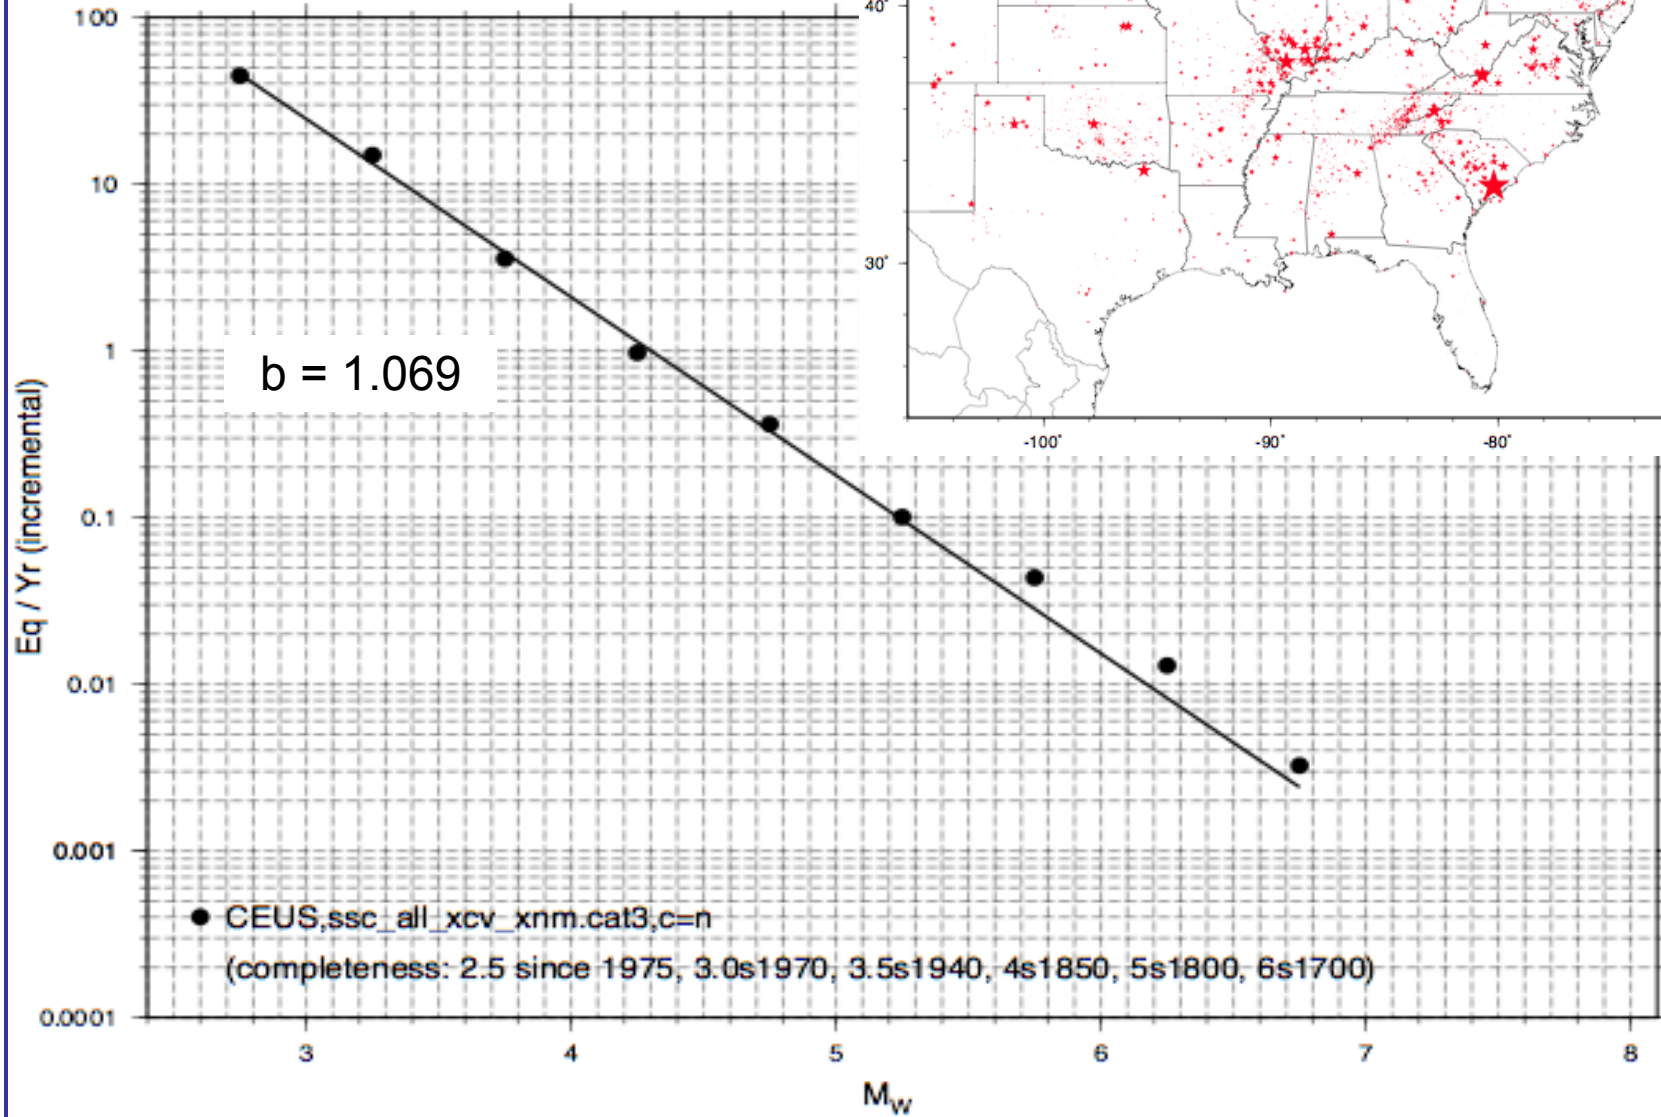 100
10
1
0.1
0.01
0.001
0.0001
Eq / Yr (incremental)
b = 1.069
40°
30°
-100° -90° -80°
CEUS,ssc_all_xcv_xnm.cat3,c=n
(completeness: 2.5 since 1975, 3.0s1970, 3.5s1940, 4s1850, 5s1800, 6s1700)
3 4 5 6 7 8
Mw